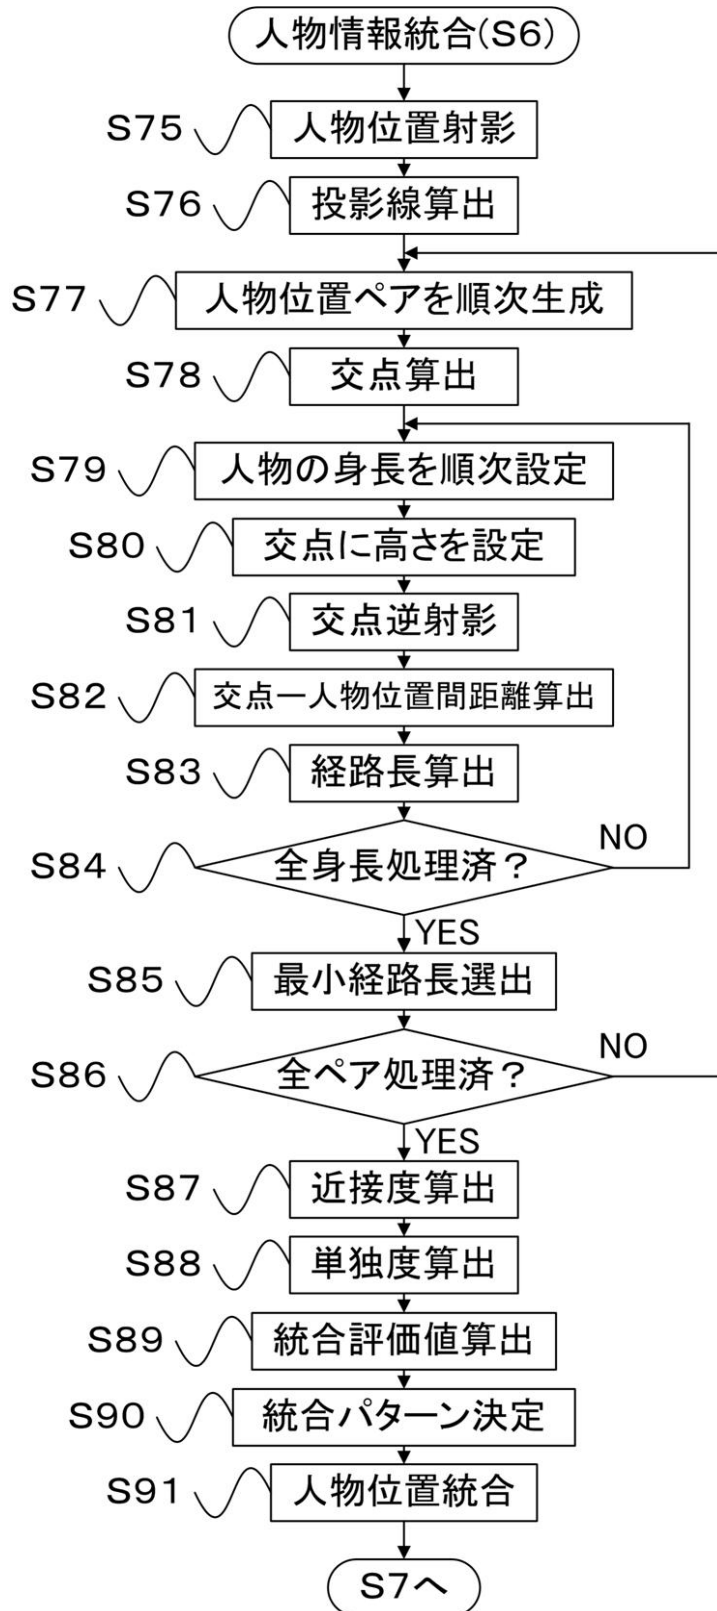 人物情報統合(S6)
S75 人物位置射影
S76 投影線算出
S77 人物位置ペアを順次生成
S78 交点算出
S79 人物の身長を順次設定
S80 交点に高さを設定
S81 交点逆射影
S82 交点ー人物位置間距離算出
S83 経路長算出
S84 全身長処理済？ NO
YES
S85 最小経路長選出
S86 全ペア処理済？ NO
YES
S87 近接度算出
S88 単独度算出
S89 統合評価値算出
S90 統合パターン決定
S91 人物位置統合
S7へ